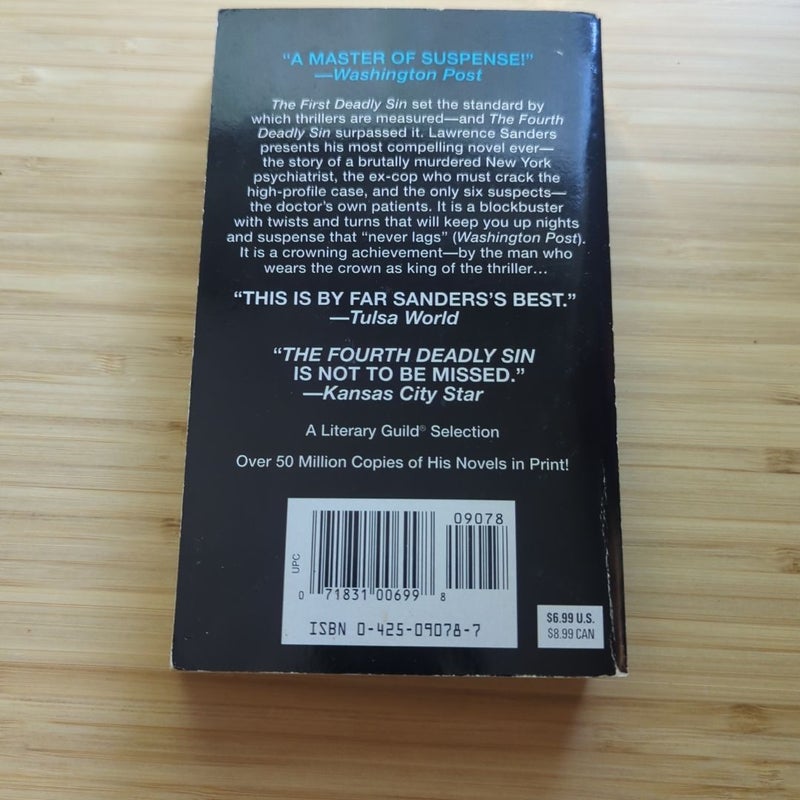 “A MASTER OF SUSPENSE!”
—Washington Post
The First Deadly Sin set the standard by
which thrillers are measured—and The Fourth
Deadly Sin surpassed it. Lawrence Sanders
presents his most compelling novel ever—
the story of a brutally murdered New York
psychiatrist, the ex-cop who must crack the
high-profile case, and the only six suspects—
the doctor’s own patients. It is a blockbuster
with twists and turns that will keep you up nights
and suspense that “never lags” (Washington Post).
It is a crowning achievement—by the man who
wears the crown as king of the thriller...
“THIS IS BY FAR SANDERS’S BEST.”
—Tulsa World
“THE FOURTH DEADLY SIN
IS NOT TO BE MISSED.”
—Kansas City Star
A Literary Guild® Selection
Over 50 Million Copies of His Novels in Print!
09078
UPC
0 71831 00699 8
ISBN 0-425-09078-7
$6.99 U.S.
$8.99 CAN